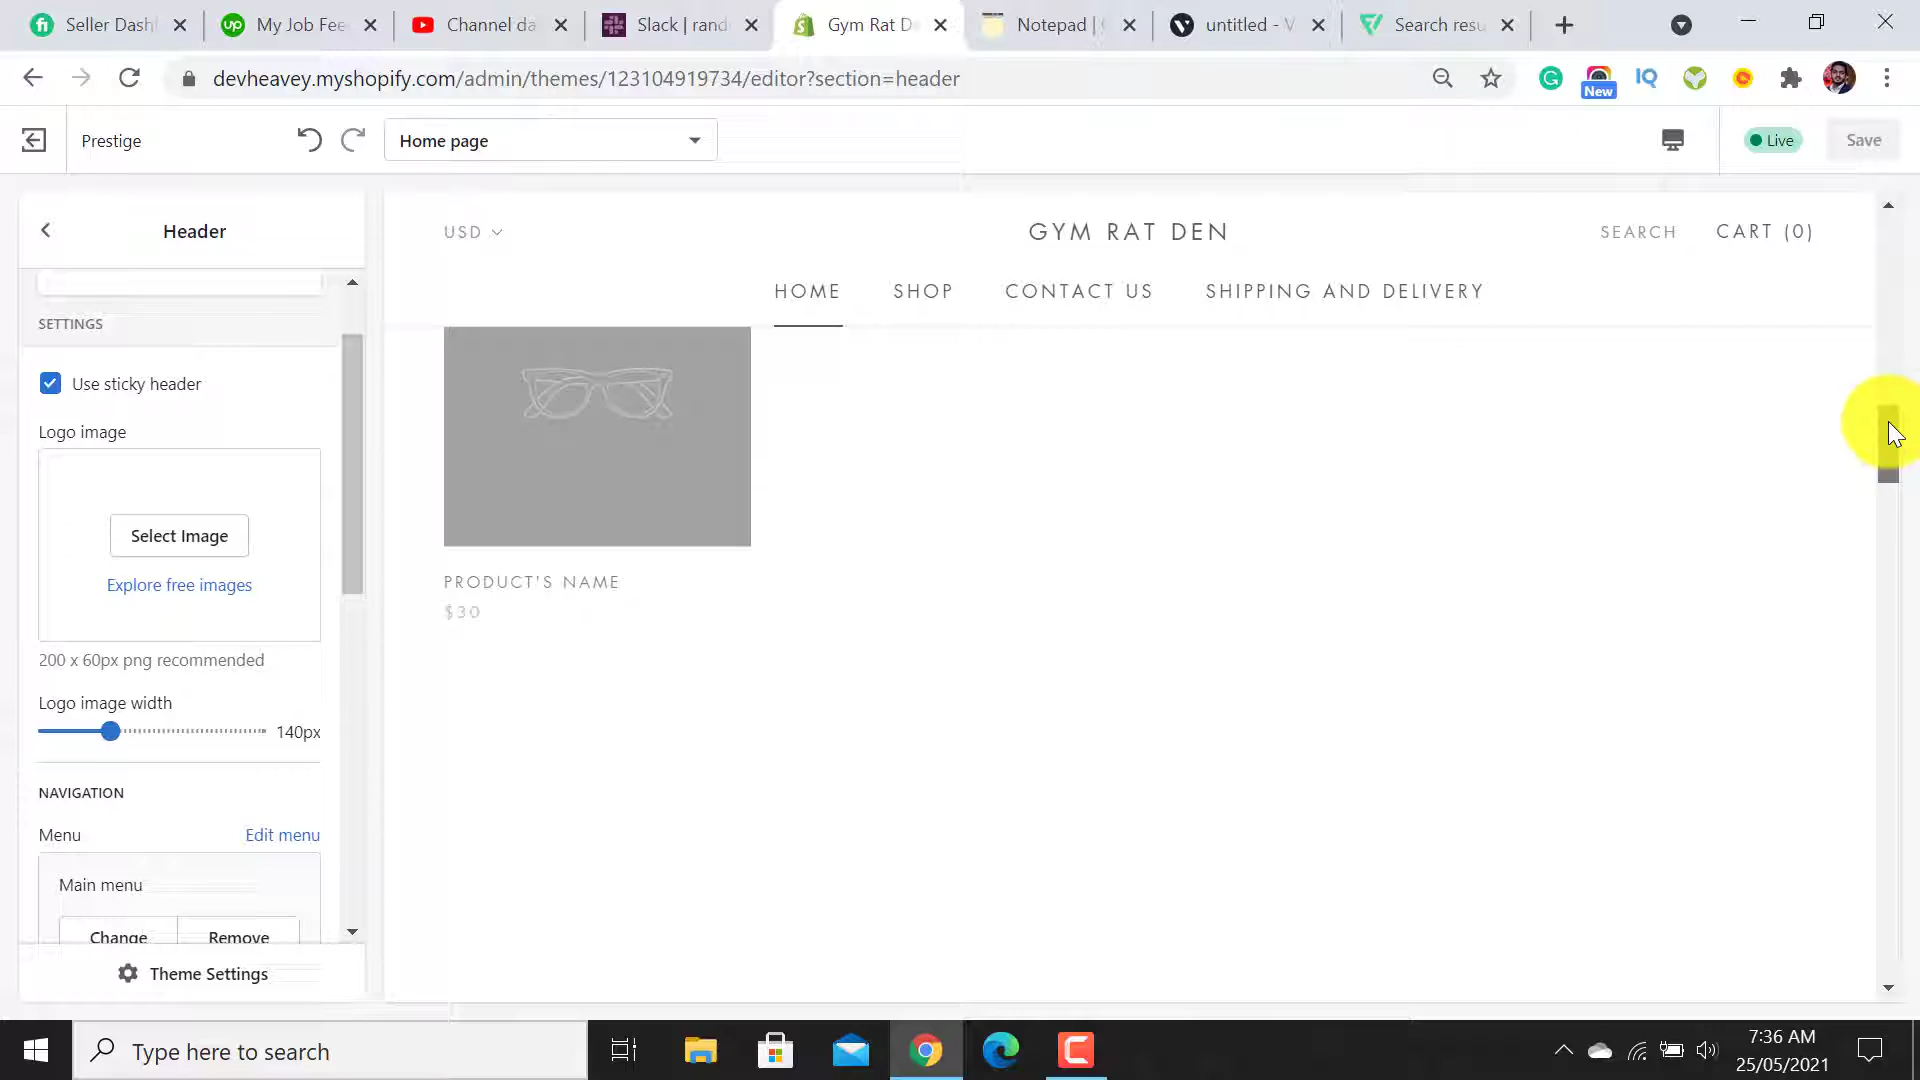 Seller Dash
My Job Fee
Channel da
Slack | rand
Gym Rat D
Notepad |
untitled - V
Search resu
devheavey.myshopify.com/admin/themes/123104919734/editor?section=header
IQ
New
Prestige
Home page
Live
Save
Header
USD
GYM RAT DEN
SEARCH
CART (0)
HOME
SHOP
CONTACT US
SHIPPING AND DELIVERY
SETTINGS
Use sticky header
Logo image
Select Image
Explore free images
200 x 60px png recommended
Logo image width
140px
PRODUCT'S NAME
$30
NAVIGATION
Menu
Edit menu
Main menu
Change
Remove
Theme Settings
Type here to search
7:36 AM
25/05/2021